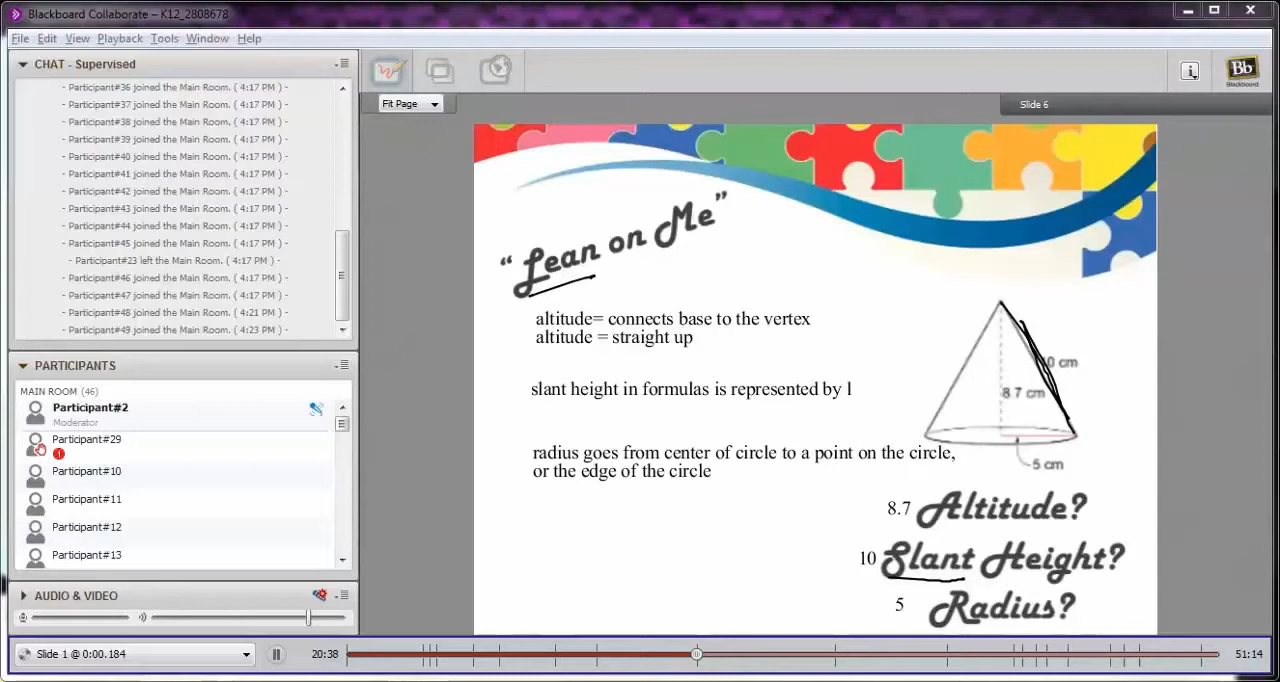 Blackboard Collaborate – K12_2808678
File Edit View Playback Tools Window Help
CHAT - Supervised
- Participant#36 joined the Main Room. ( 4:17 PM ) -
- Participant#37 joined the Main Room. ( 4:17 PM ) -
- Participant#38 joined the Main Room. ( 4:17 PM ) -
- Participant#39 joined the Main Room. ( 4:17 PM ) -
- Participant#40 joined the Main Room. ( 4:17 PM ) -
- Participant#41 joined the Main Room. ( 4:17 PM ) -
- Participant#42 joined the Main Room. ( 4:17 PM ) -
- Participant#43 joined the Main Room. ( 4:17 PM ) -
- Participant#44 joined the Main Room. ( 4:17 PM ) -
- Participant#45 joined the Main Room. ( 4:17 PM ) -
- Participant#23 left the Main Room. ( 4:17 PM ) -
- Participant#46 joined the Main Room. ( 4:17 PM ) -
- Participant#47 joined the Main Room. ( 4:17 PM ) -
- Participant#48 joined the Main Room. ( 4:21 PM ) -
- Participant#49 joined the Main Room. ( 4:23 PM ) -
PARTICIPANTS
MAIN ROOM (46)
Participant#2
Moderator
Participant#29
Participant#10
Participant#11
Participant#12
Participant#13
AUDIO & VIDEO
Fit Page
Slide 6
Bb
Blackboard
“Lean on Me”
altitude= connects base to the vertex
altitude = straight up
slant height in formulas is represented by l
radius goes from center of circle to a point on the circle,
or the edge of the circle
0 cm
8.7 cm
5 cm
8.7 Altitude?
10 Slant Height?
5 Radius?
Slide 1 @ 0:00.184
20:38
51:14